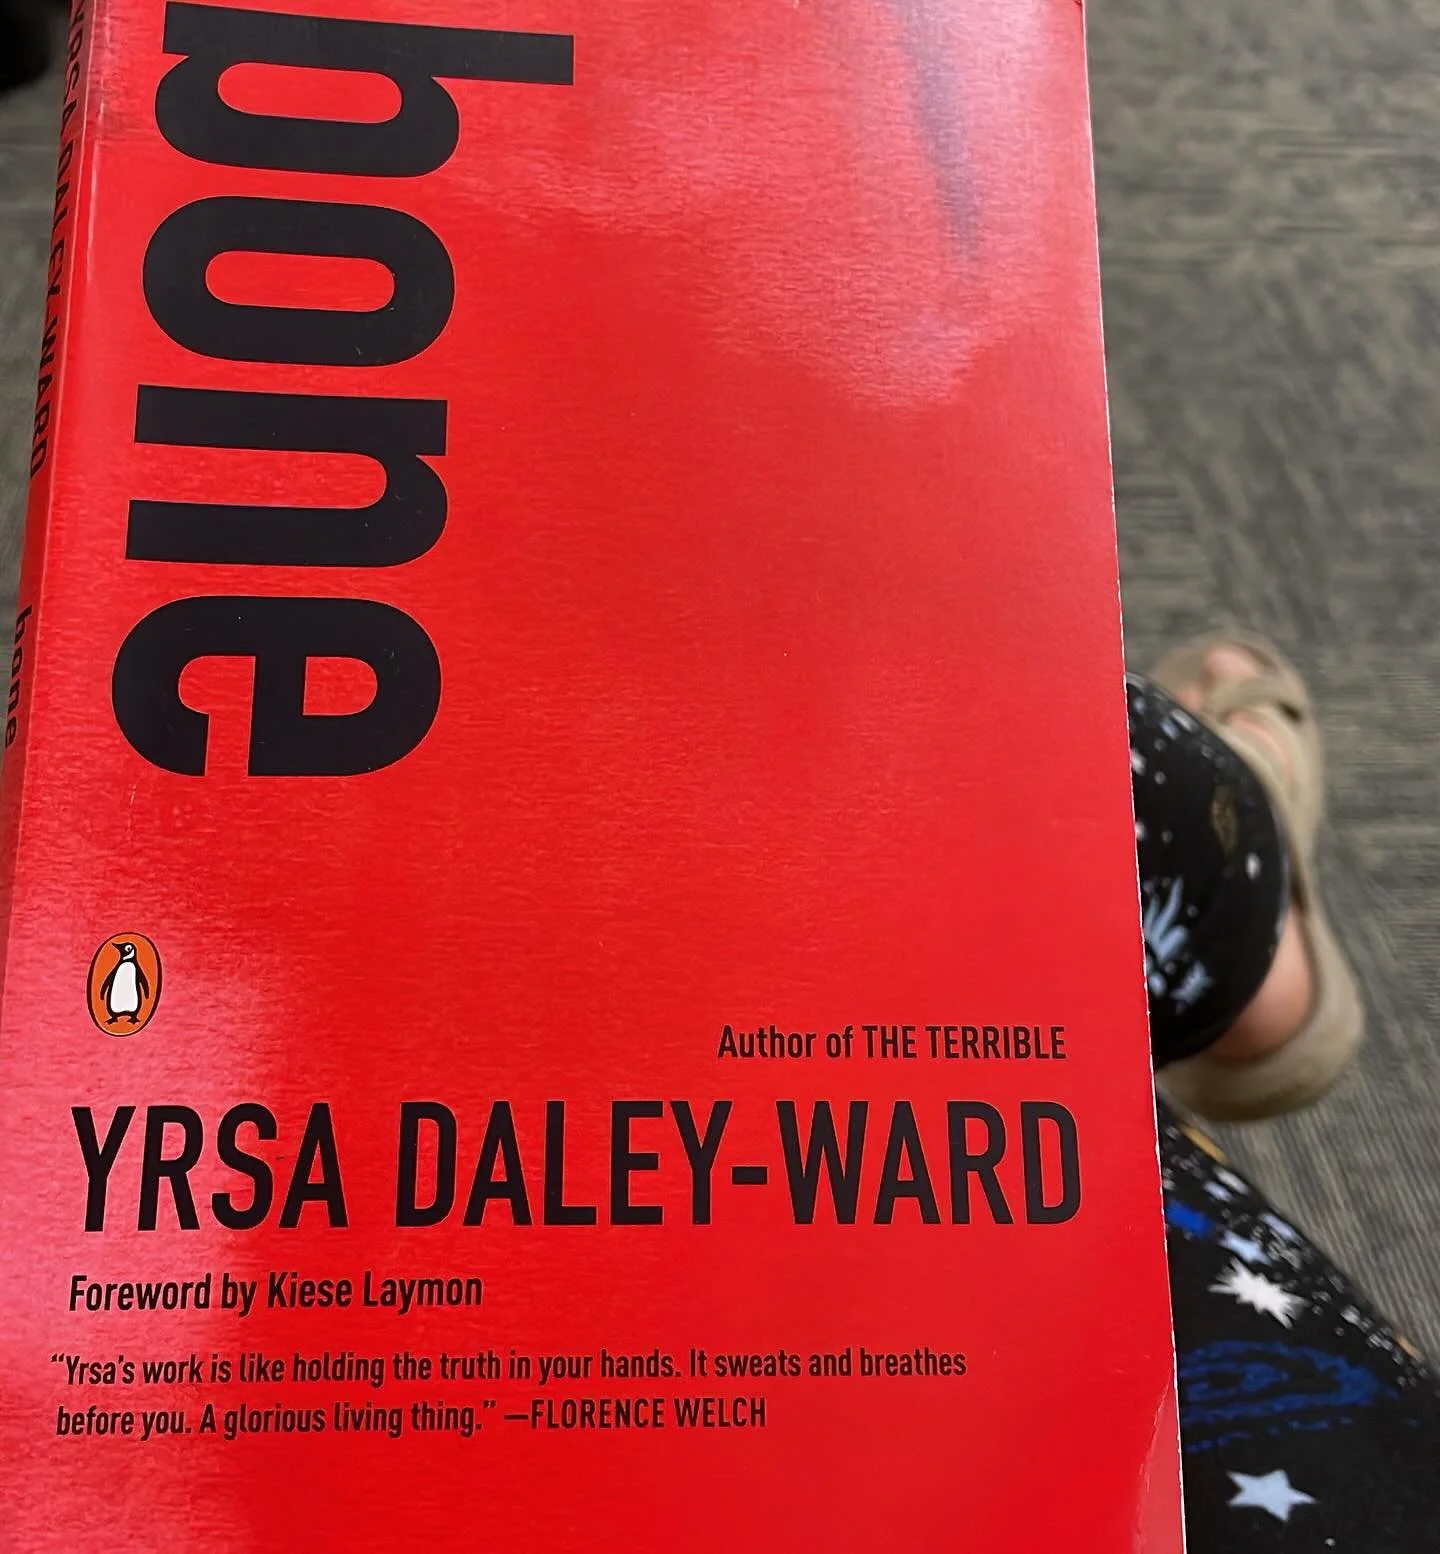 YRSA DALEY-WARD bone
bone
Author of THE TERRIBLE
YRSA DALEY-WARD
Foreword by Kiese Laymon
“Yrsa’s work is like holding the truth in your hands. It sweats and breathes
before you. A glorious living thing.” —FLORENCE WELCH